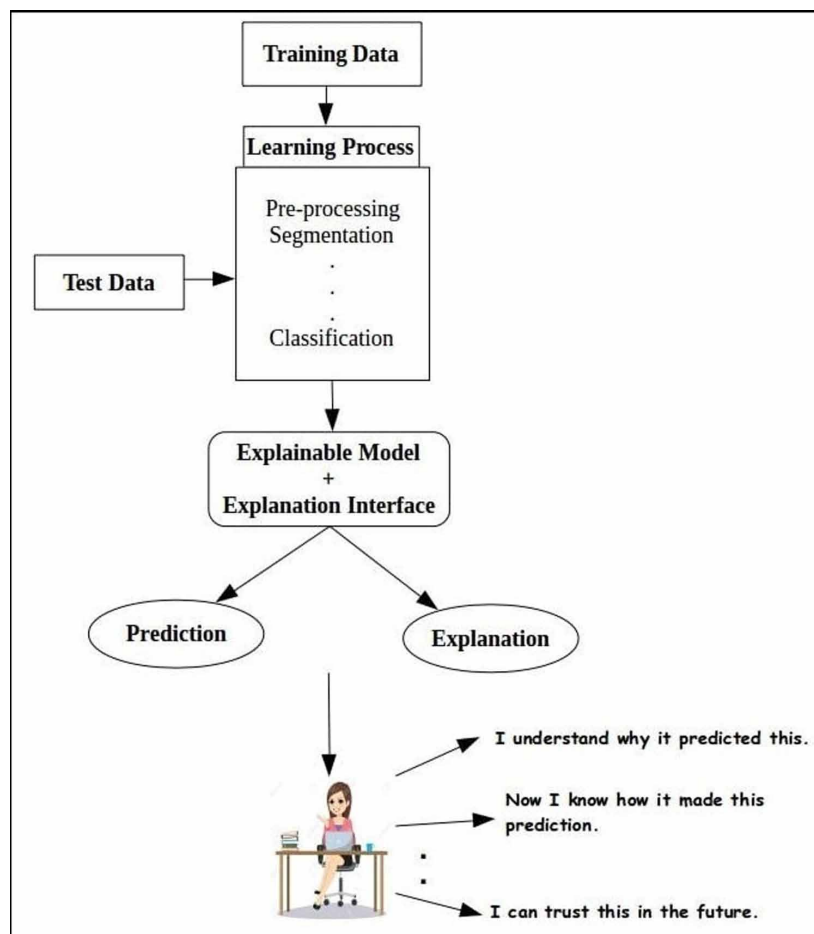 Training Data
Learning Process
Pre-processing
Segmentation
.
.
.
Classification
Test Data
Explainable Model
+
Explanation Interface
Prediction
Explanation
I understand why it predicted this.
Now I know how it made this
prediction.
.
.
I can trust this in the future.